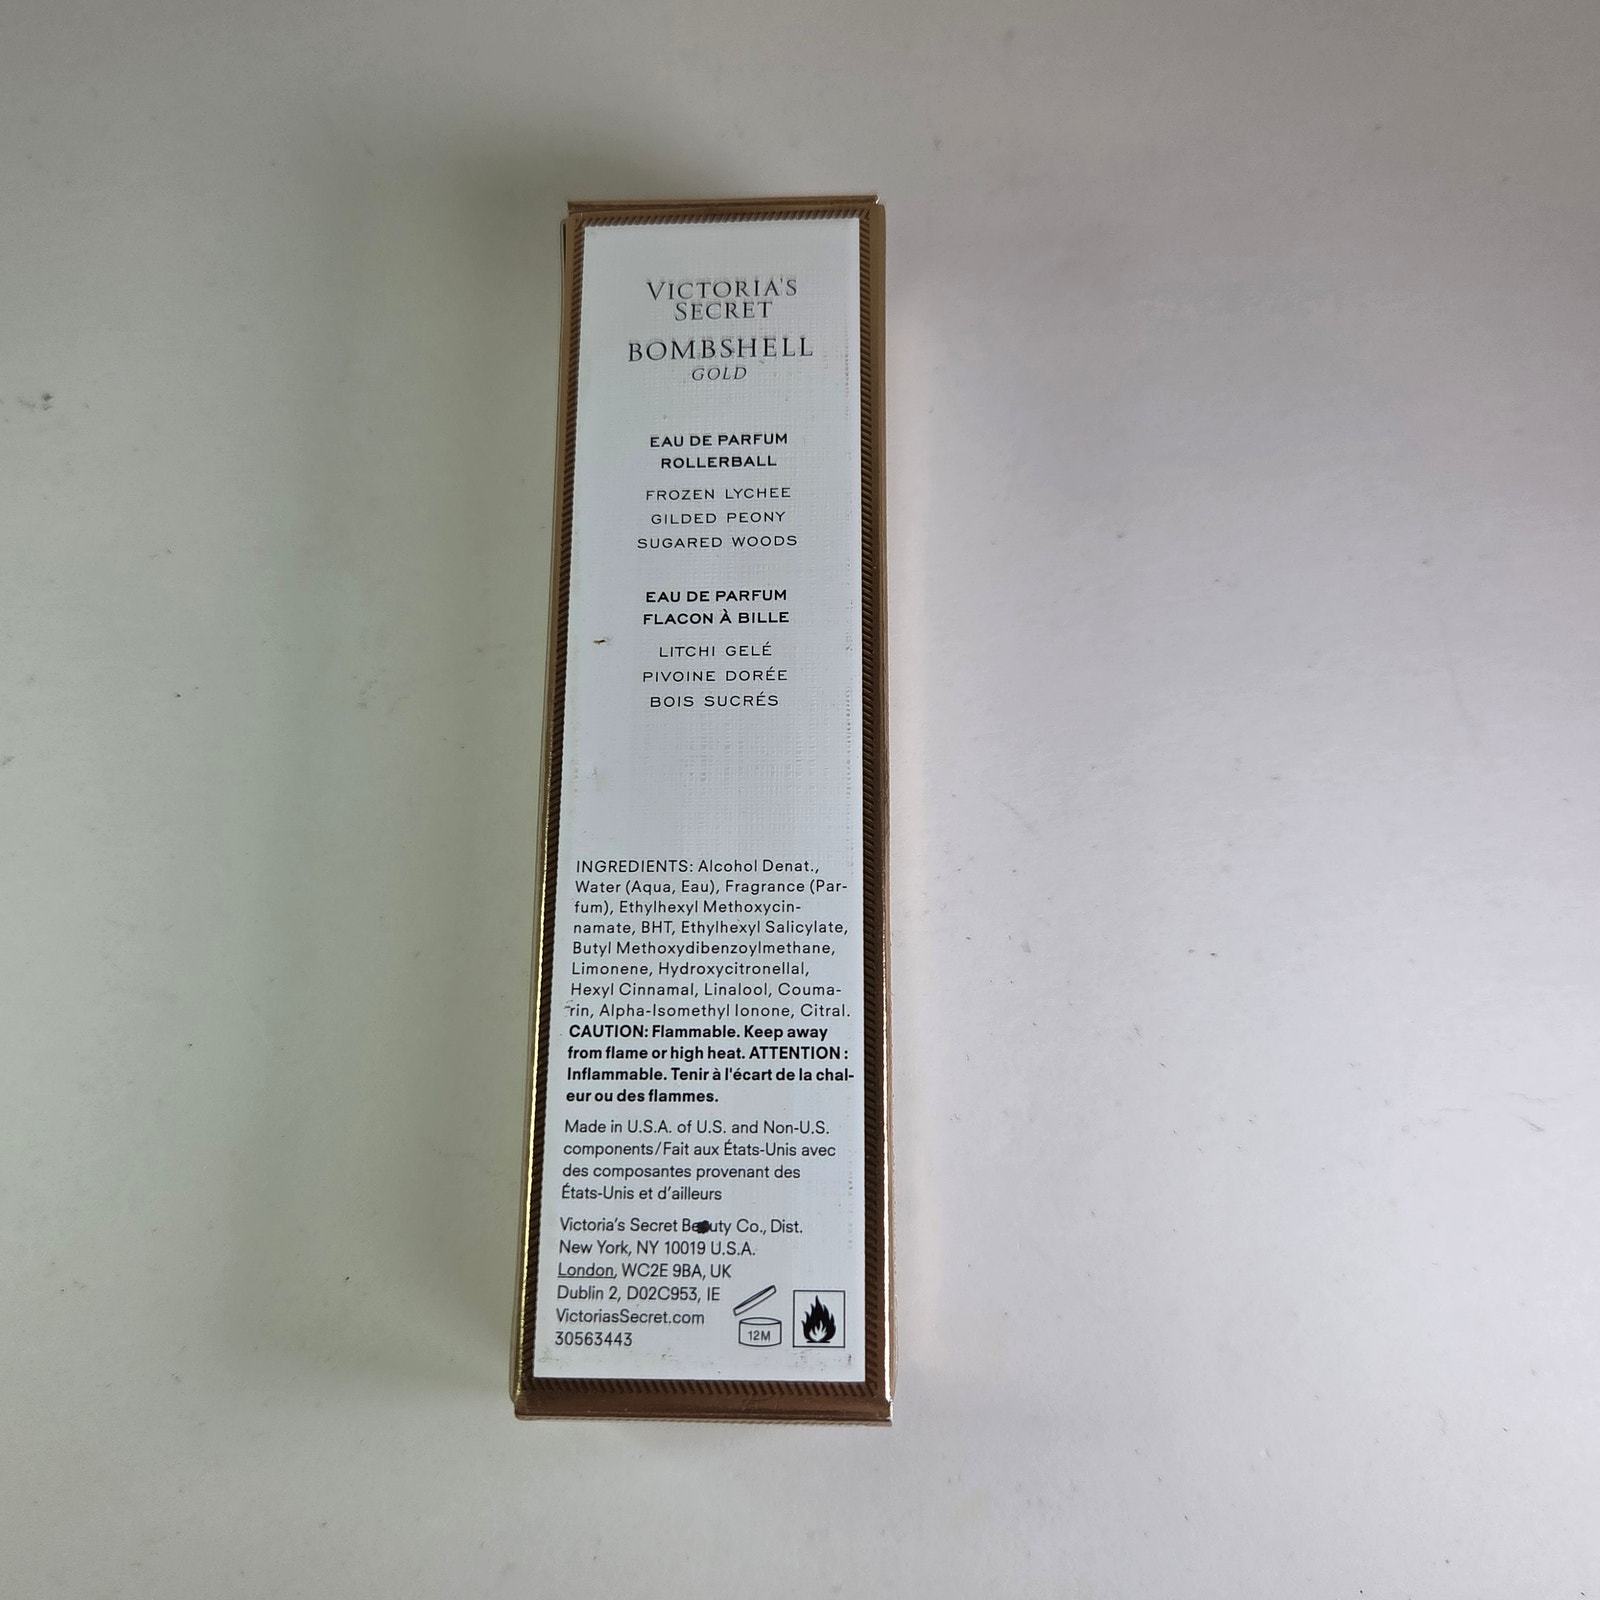 VICTORIA'S
SECRET
BOMBSHELL
GOLD
EAU DE PARFUM
ROLLERBALL
FROZEN LYCHEE
GILDED PEONY
SUGARED WOODS
EAU DE PARFUM
FLACON À BILLE
LITCHI GELÉ
PIVOINE DORÉE
BOIS SUCRÉS
INGREDIENTS: Alcohol Denat.,
Water (Aqua, Eau), Fragrance (Par-
fum), Ethylhexyl Methoxycin-
namate, BHT, Ethylhexyl Salicylate,
Butyl Methoxydibenzoylmethane,
Limonene, Hydroxycitronellal,
Hexyl Cinnamal, Linalool, Couma-
rin, Alpha-Isomethyl Ionone, Citral.
CAUTION: Flammable. Keep away
from flame or high heat. ATTENTION :
Inflammable. Tenir à l'écart de la chal-
eur ou des flammes.
Made in U.S.A. of U.S. and Non-U.S.
components/Fait aux États-Unis avec
des composantes provenant des
États-Unis et d'ailleurs
Victoria's Secret Beauty Co., Dist.
New York, NY 10019 U.S.A.
London, WC2E 9BA, UK
Dublin 2, D02C953, IE
VictoriasSecret.com
30563443
12M